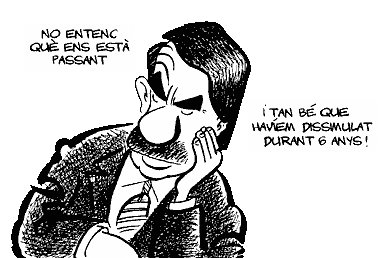 NO ENTENC
QUÈ ENS ESTÀ
PASSANT
¡ TAN BÉ QUE
HAVÍEM DISSIMULAT
DURANT 6 ANYS !